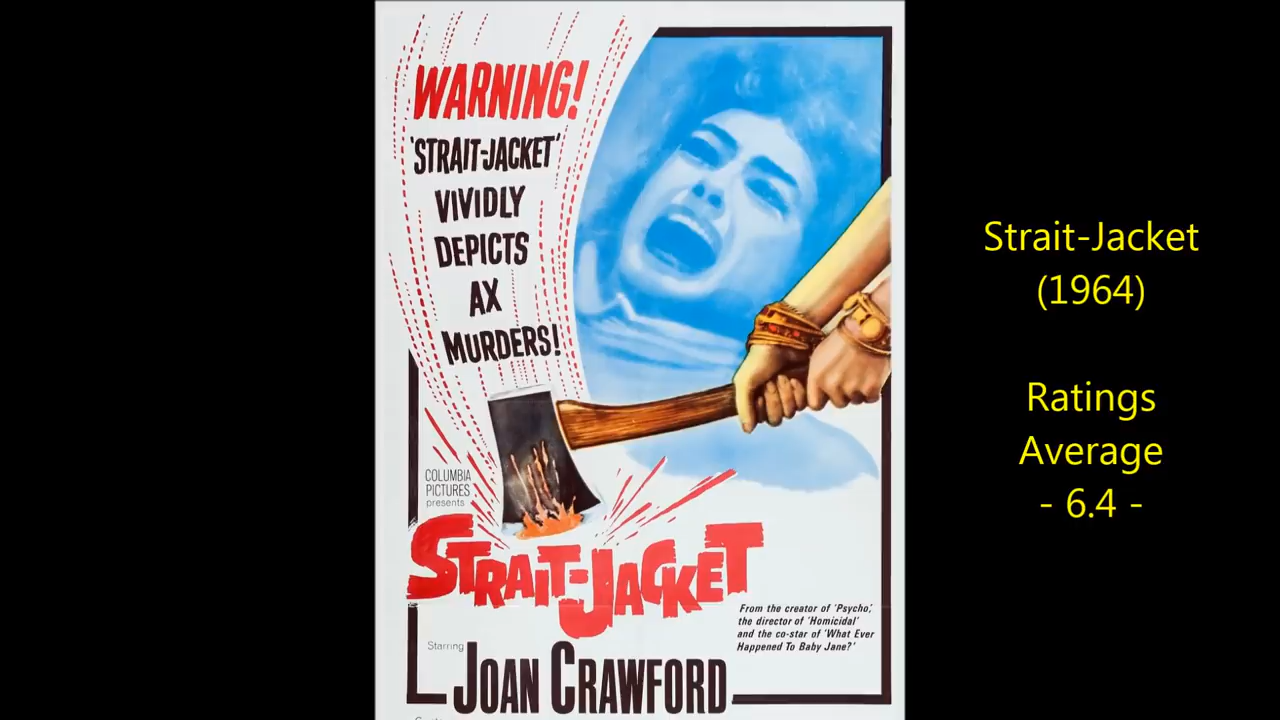 WARNING!
'STRAIT-JACKET'
VIVIDLY
DEPICTS
AX
MURDERS!
COLUMBIA
PICTURES
presents
STRAIT-JACKET
From the creator of 'Psycho,'
the director of 'Homicidal'
and the co-star of 'What Ever
Happened To Baby Jane?'
Starring
JOAN CRAWFORD
Strait-Jacket
(1964)
Ratings
Average
- 6.4 -